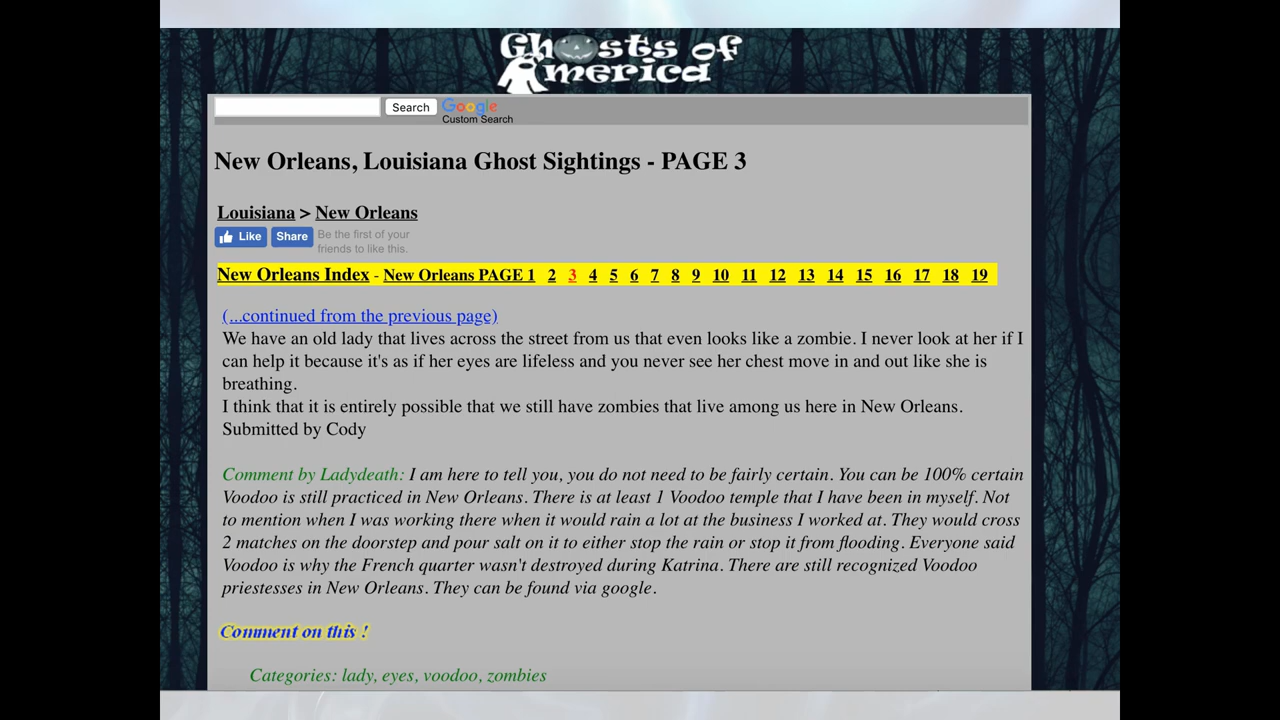 Ghosts of
America
Search Google
Custom Search
New Orleans, Louisiana Ghost Sightings - PAGE 3
Louisiana > New Orleans
Like Share Be the first of your
friends to like this.
New Orleans Index - New Orleans PAGE 1 2 3 4 5 6 7 8 9 10 11 12 13 14 15 16 17 18 19
(...continued from the previous page)
We have an old lady that lives across the street from us that even looks like a zombie. I never look at her if I
can help it because it's as if her eyes are lifeless and you never see her chest move in and out like she is
breathing.
I think that it is entirely possible that we still have zombies that live among us here in New Orleans.
Submitted by Cody
Comment by Ladydeath: I am here to tell you, you do not need to be fairly certain. You can be 100% certain
Voodoo is still practiced in New Orleans. There is at least 1 Voodoo temple that I have been in myself. Not
to mention when I was working there when it would rain a lot at the business I worked at. They would cross
2 matches on the doorstep and pour salt on it to either stop the rain or stop it from flooding. Everyone said
Voodoo is why the French quarter wasn't destroyed during Katrina. There are still recognized Voodoo
priestesses in New Orleans. They can be found via google.
Comment on this !
Categories: lady, eyes, voodoo, zombies